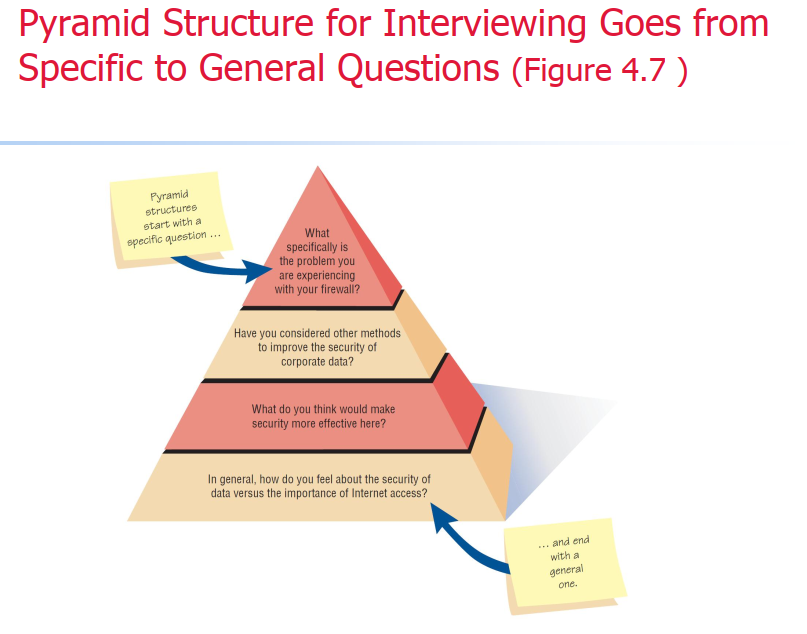 Pyramid Structure for Interviewing Goes from
Specific to General Questions (Figure 4.7 )
Pyramid
structures
start with a
specific question ...
What
specifically is
the problem you
are experiencing
with your firewall?
Have you considered other methods
to improve the security of
corporate data?
What do you think would make
security more effective here?
In general, how do you feel about the security of
data versus the importance of Internet access?
... and end
with a
general
one.